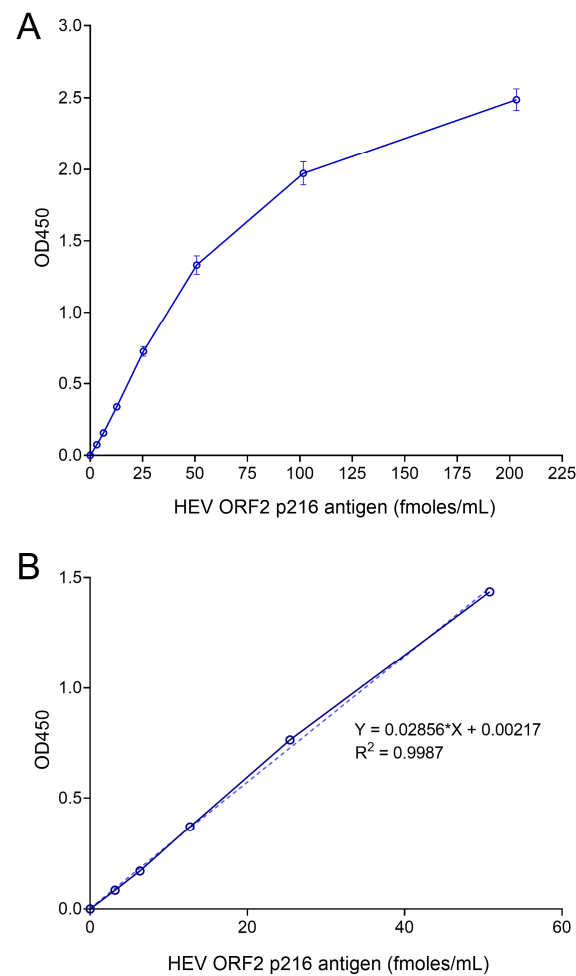 A
3.0
2.5
2.0
1.5
1.0
0.5
0.0
OD450
0 25 50 75 100 125 150 175 200 225
HEV ORF2 p216 antigen (fmoles/mL)
B
1.5
1.0
0.5
0.0
OD450
Y = 0.02856*X + 0.00217
R² = 0.9987
0 20 40 60
HEV ORF2 p216 antigen (fmoles/mL)